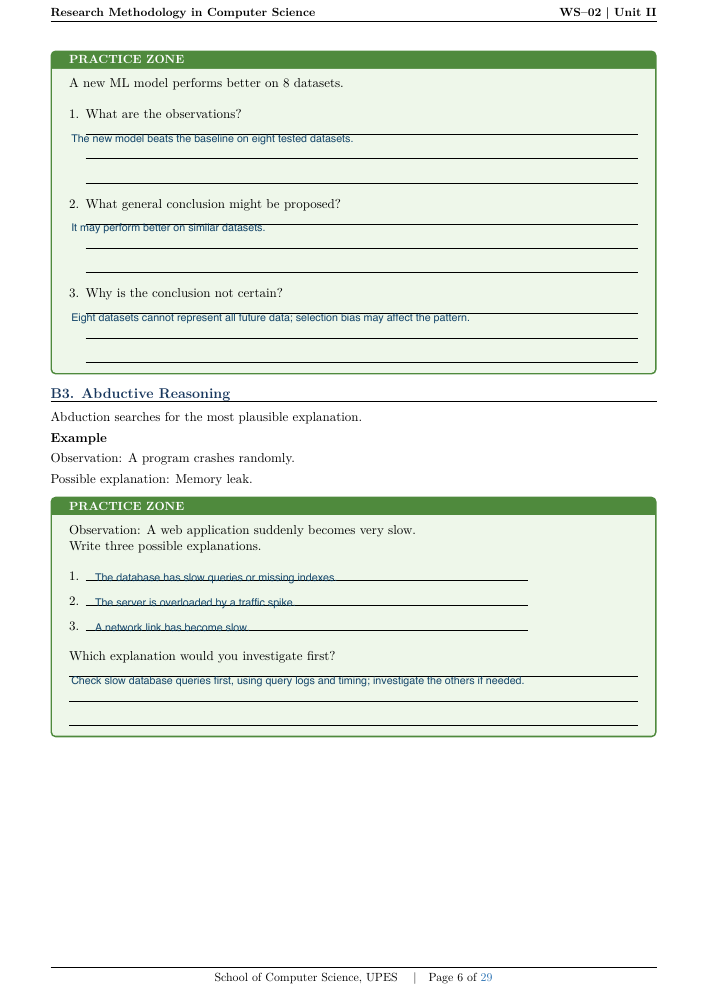 Research Methodology in Computer Science WS–02 | Unit II
PRACTICE ZONE
A new ML model performs better on 8 datasets.
1. What are the observations?
The new model beats the baseline on eight tested datasets.
2. What general conclusion might be proposed?
It may perform better on similar datasets.
3. Why is the conclusion not certain?
Eight datasets cannot represent all future data; selection bias may affect the pattern.
B3. Abductive Reasoning
Abduction searches for the most plausible explanation.
Example
Observation: A program crashes randomly.
Possible explanation: Memory leak.
PRACTICE ZONE
Observation: A web application suddenly becomes very slow.
Write three possible explanations.
1. The database has slow queries or missing indexes.
2. The server is overloaded by a traffic spike.
3. A network link has become slow.
Which explanation would you investigate first?
Check slow database queries first, using query logs and timing; investigate the others if needed.
School of Computer Science, UPES | Page 6 of 29